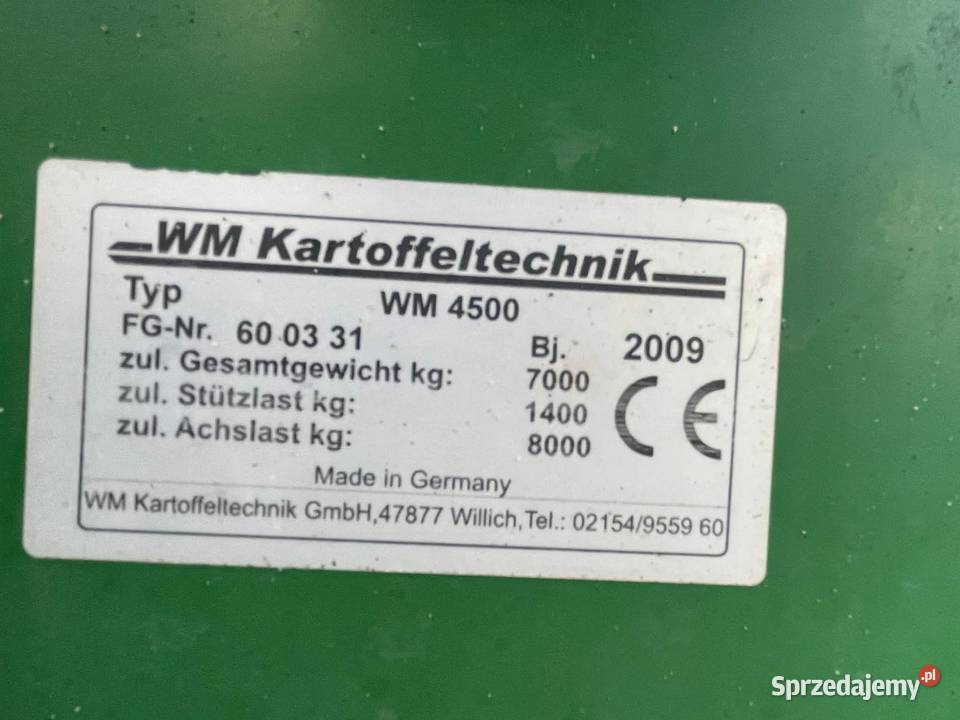 WM Kartoffeltechnik
Typ WM 4500
FG-Nr. 60 03 31 Bj. 2009
zul. Gesamtgewicht kg: 7000
zul. Stützlast kg: 1400
zul. Achslast kg: 8000
CE
Made in Germany
WM Kartoffeltechnik GmbH,47877 Willich,Tel.: 02154/9559 60
Sprzedajemy.pl